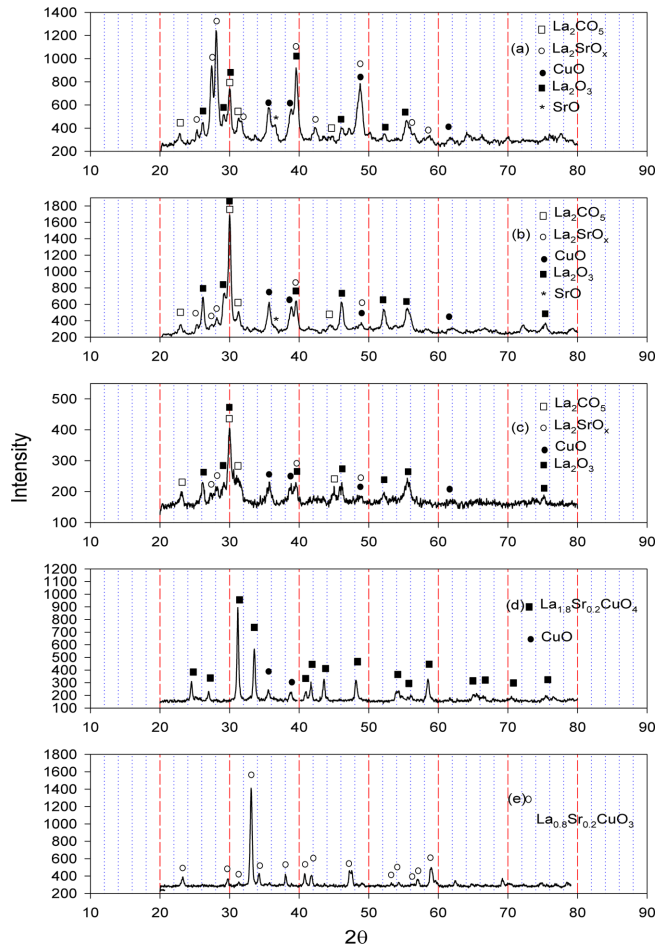 1400
1200
1000
800
600
400
200
(a)
La₂CO₅
La₂SrOₓ
CuO
La₂O₃
SrO
10 20 30 40 50 60 70 80 90
1800
1600
1400
1200
1000
800
600
400
200
(b)
La₂CO₅
La₂SrOₓ
CuO
La₂O₃
SrO
10 20 30 40 50 60 70 80 90
Intensity
500
400
300
200
100
(c)
La₂CO₅
La₂SrOₓ
CuO
La₂O₃
10 20 30 40 50 60 70 80 90
1200
1100
1000
900
800
700
600
500
400
300
200
100
(d)
La₁.₈Sr₀.₂CuO₄
CuO
10 20 30 40 50 60 70 80 90
1800
1600
1400
1200
1000
800
600
400
200
(e)
La₀.₈Sr₀.₂CuO₃
10 20 30 40 50 60 70 80 90
2θ